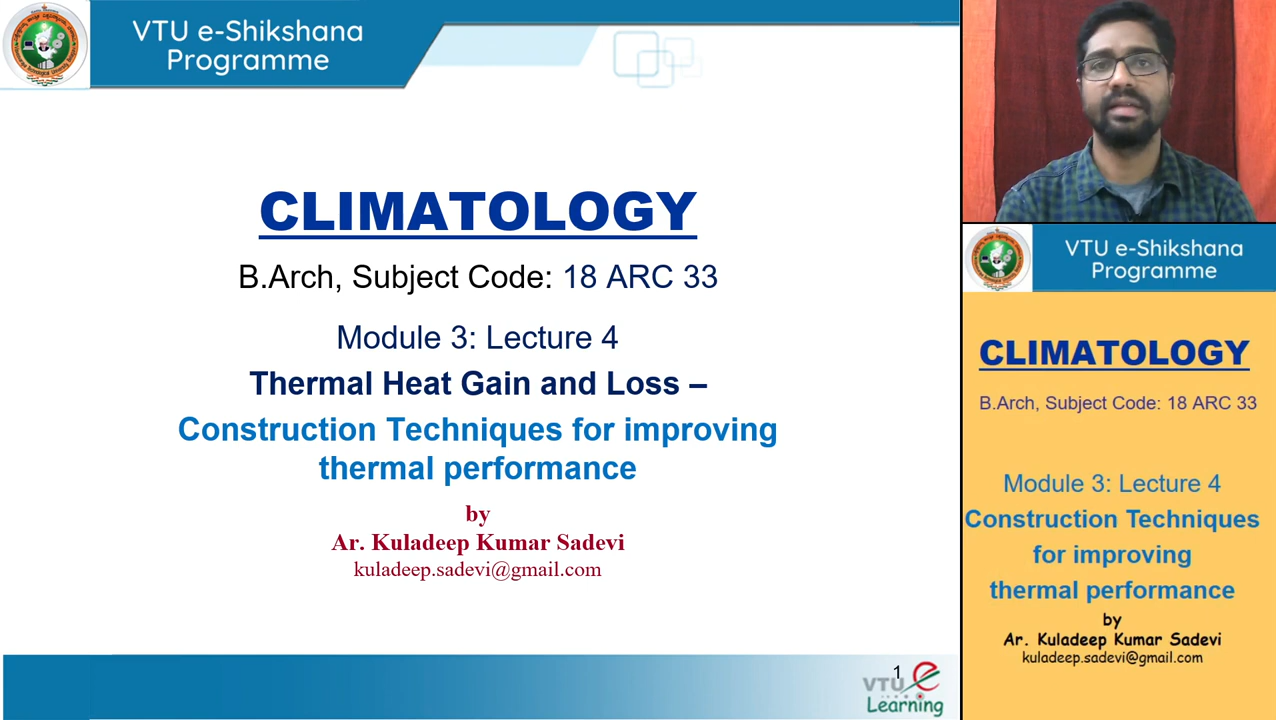 VTU e-Shikshana
Programme
CLIMATOLOGY
B.Arch, Subject Code: 18 ARC 33
Module 3: Lecture 4
Thermal Heat Gain and Loss –
Construction Techniques for improving
thermal performance
by
Ar. Kuladeep Kumar Sadevi
kuladeep.sadevi@gmail.com
1
VTU e
Learning
VTU e-Shikshana
Programme
CLIMATOLOGY
B.Arch, Subject Code: 18 ARC 33
Module 3: Lecture 4
Construction Techniques
for improving
thermal performance
by
Ar. Kuladeep Kumar Sadevi
kuladeep.sadevi@gmail.com